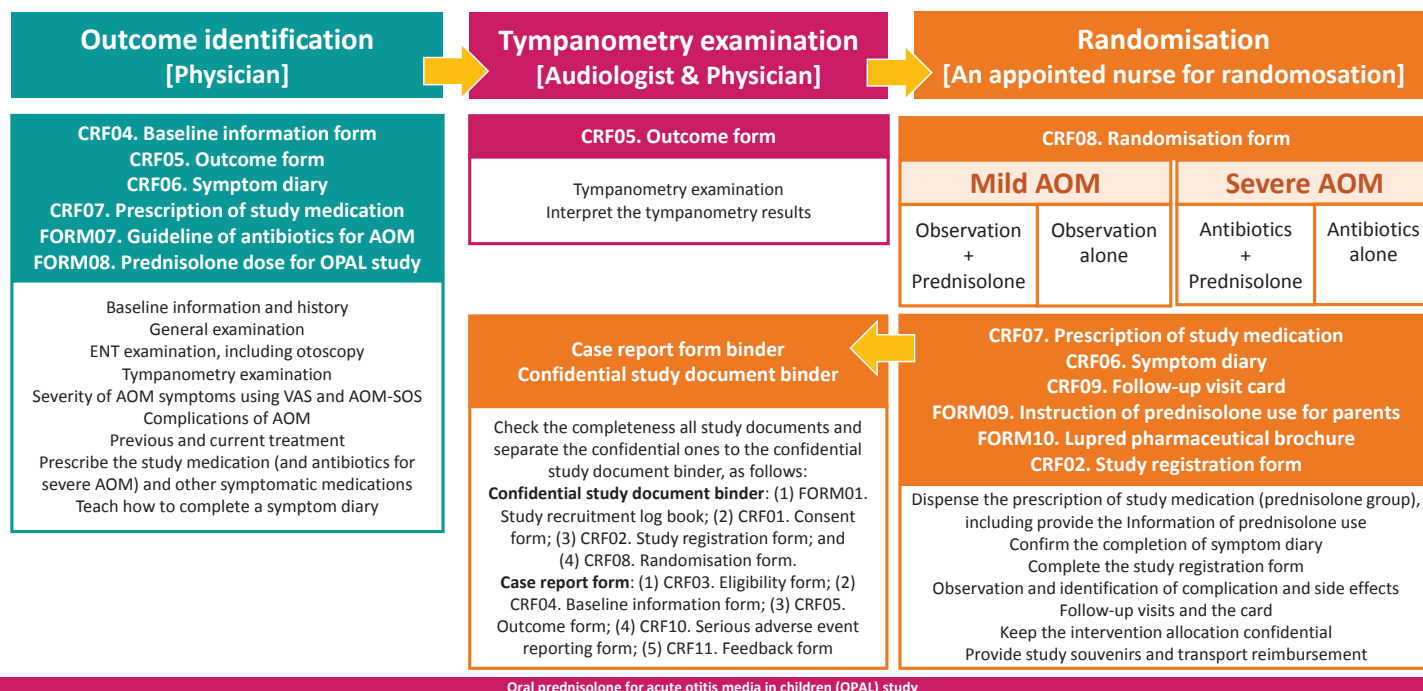 Outcome identification
[Physician]
CRF04. Baseline information form
CRF05. Outcome form
CRF06. Symptom diary
CRF07. Prescription of study medication
FORM07. Guideline of antibiotics for AOM
FORM08. Prednisolone dose for OPAL study
Baseline information and history
General examination
ENT examination, including otoscopy
Tympanometry examination
Severity of AOM symptoms using VAS and AOM-SOS
Complications of AOM
Previous and current treatment
Prescribe the study medication (and antibiotics for
severe AOM) and other symptomatic medications
Teach how to complete a symptom diary
Tympanometry examination
[Audiologist & Physician]
CRF05. Outcome form
Tympanometry examination
Interpret the tympanometry results
Randomisation
[An appointed nurse for randomosation]
CRF08. Randomisation form
Mild AOM
Severe AOM
Observation
+
Prednisolone
Observation
alone
Antibiotics
+
Prednisolone
Antibiotics
alone
CRF07. Prescription of study medication
CRF06. Symptom diary
CRF09. Follow-up visit card
FORM09. Instruction of prednisolone use for parents
FORM10. Lupred pharmaceutical brochure
CRF02. Study registration form
Dispense the prescription of study medication (prednisolone group),
including provide the Information of prednisolone use
Confirm the completion of symptom diary
Complete the study registration form
Observation and identification of complication and side effects
Follow-up visits and the card
Keep the intervention allocation confidential
Provide study souvenirs and transport reimbursement
Case report form binder
Confidential study document binder
Check the completeness all study documents and
separate the confidential ones to the confidential
study document binder, as follows:
Confidential study document binder: (1) FORM01.
Study recruitment log book; (2) CRF01. Consent
form; (3) CRF02. Study registration form; and
(4) CRF08. Randomisation form.
Case report form: (1) CRF03. Eligibility form; (2)
CRF04. Baseline information form; (3) CRF05.
Outcome form; (4) CRF10. Serious adverse event
reporting form; (5) CRF11. Feedback form
Oral prednisolone for acute otitis media in children (OPAL) study